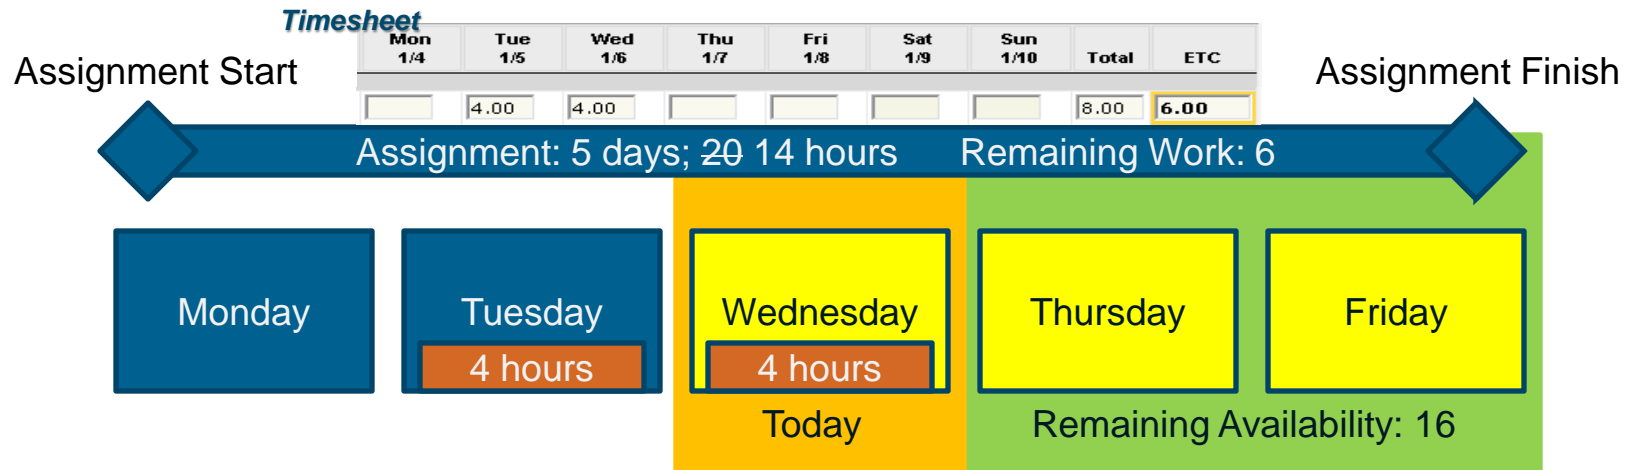 Timesheet
Mon Tue Wed Thu Fri Sat Sun
1/4 1/5 1/6 1/7 1/8 1/9 1/10 Total ETC
Assignment Start
Assignment Finish
4.00 4.00 8.00 6.00
Assignment: 5 days; 20 14 hours Remaining Work: 6
Monday Tuesday Wednesday Thursday Friday
4 hours 4 hours
Today Remaining Availability: 16